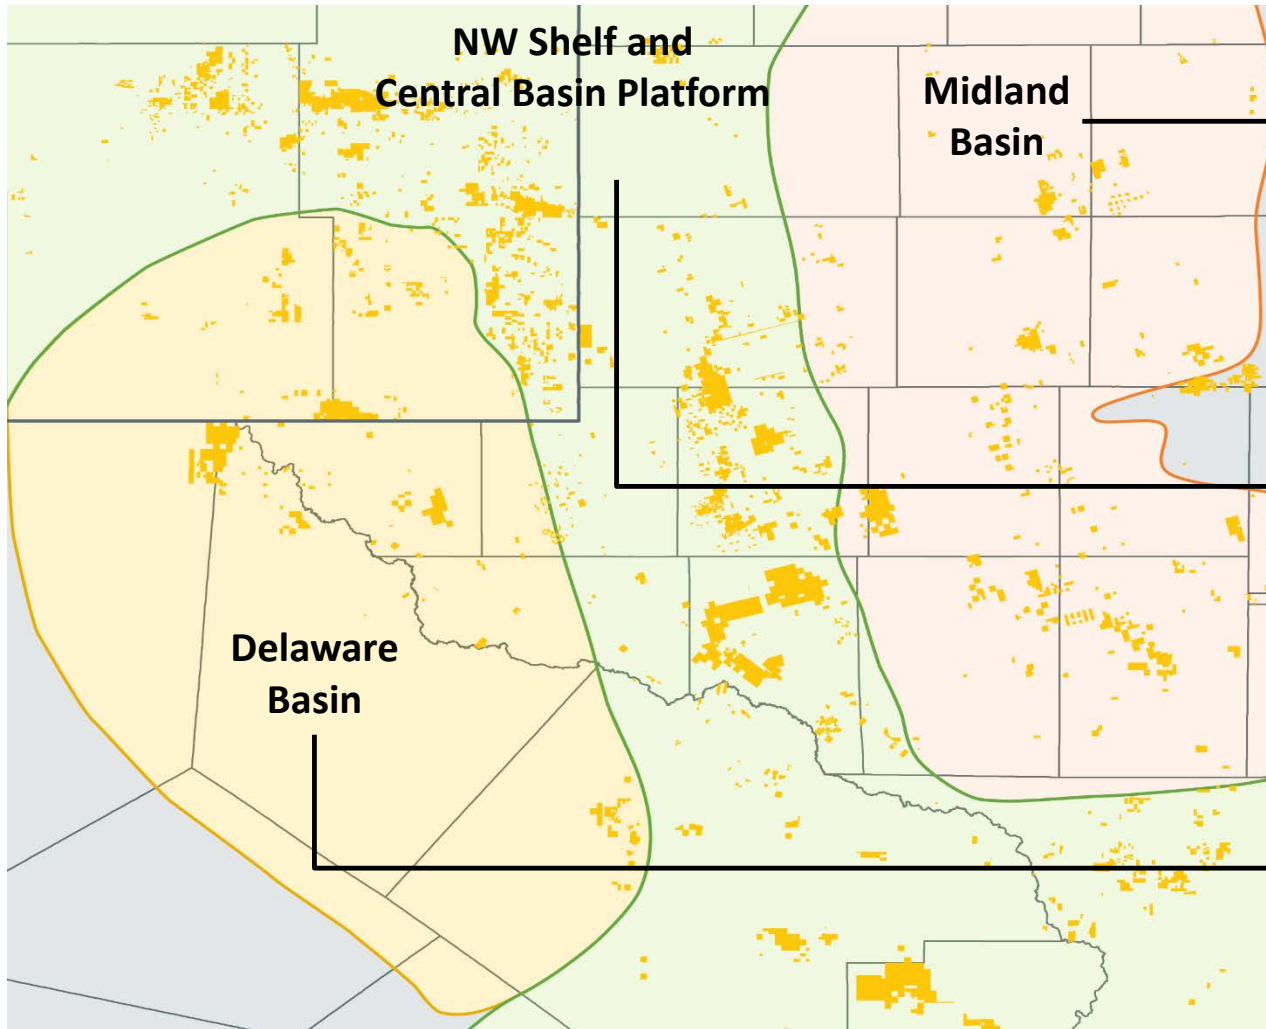 NW Shelf and
Central Basin Platform
Midland
Basin
Delaware
Basin